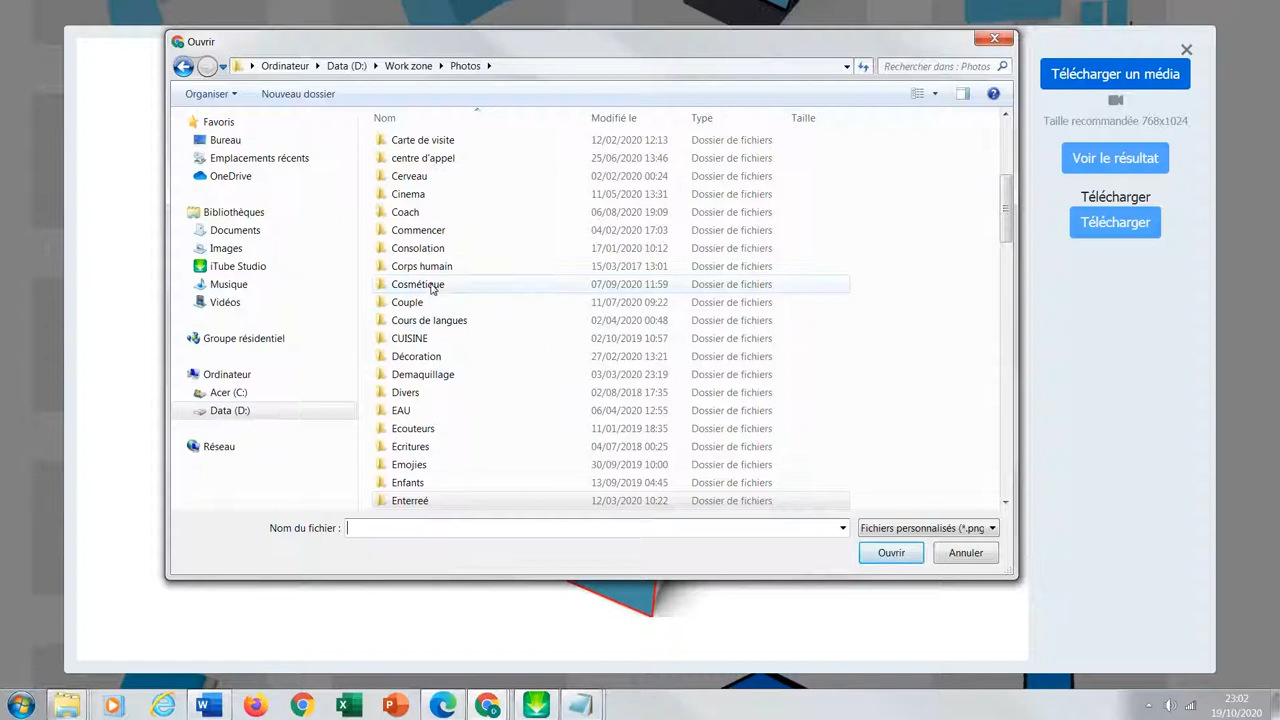 Ouvrir
Ordinateur Data (D:) Work zone Photos
Rechercher dans : Photos
Organiser Nouveau dossier
Nom Modifié le Type Taille
Favoris
Bureau
Emplacements récents
OneDrive
Bibliothèques
Documents
Images
iTube Studio
Musique
Vidéos
Groupe résidentiel
Ordinateur
Acer (C:)
Data (D:)
Réseau
Carte de visite 12/02/2020 12:13 Dossier de fichiers
centre d'appel 25/06/2020 13:46 Dossier de fichiers
Cerveau 02/02/2020 00:24 Dossier de fichiers
Cinema 11/05/2020 13:31 Dossier de fichiers
Coach 06/08/2020 19:09 Dossier de fichiers
Commencer 04/02/2020 17:03 Dossier de fichiers
Consolation 17/01/2020 10:12 Dossier de fichiers
Corps humain 15/03/2017 13:01 Dossier de fichiers
Cosmétique 07/09/2020 11:59 Dossier de fichiers
Couple 11/07/2020 09:22 Dossier de fichiers
Cours de langues 02/04/2020 00:48 Dossier de fichiers
CUISINE 02/10/2019 10:57 Dossier de fichiers
Décoration 27/02/2020 13:21 Dossier de fichiers
Demaquillage 03/03/2020 23:19 Dossier de fichiers
Divers 02/08/2018 17:35 Dossier de fichiers
EAU 06/04/2020 12:55 Dossier de fichiers
Ecouteurs 11/01/2019 18:35 Dossier de fichiers
Ecritures 04/07/2018 00:25 Dossier de fichiers
Emojies 30/09/2019 10:00 Dossier de fichiers
Enfants 13/09/2019 04:45 Dossier de fichiers
Enterreé 12/03/2020 10:22 Dossier de fichiers
Nom du fichier :
Fichiers personnalisés (*.png
Ouvrir Annuler
Télécharger un média
Taille recommandée 768x1024
Voir le résultat
Télécharger
Télécharger
23:02
19/10/2020